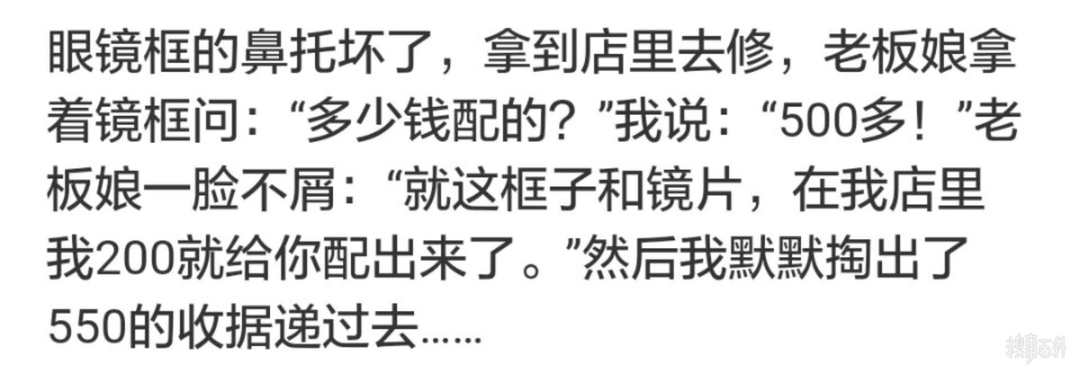 眼镜框的鼻托坏了，拿到店里去修，老板娘拿
着镜框问：“多少钱配的？”我说：“500多！”老
板娘一脸不屑：“就这框子和镜片，在我店里
我200就给你配出来了。”然后我默默掏出了
550的收据递过去……